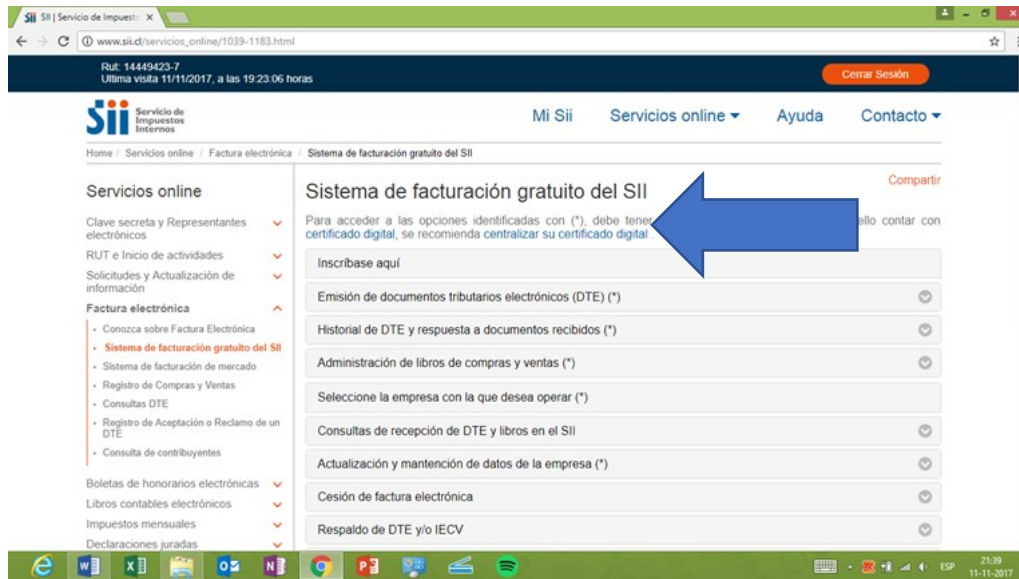 Sii SII | Servicio de Impuest
www.sii.cl/servicios_online/1039-1183.html
Rut: 14449423-7
Ultima visita 11/11/2017, a las 19:23:06 horas
Cerrar Sesión
Sii Servicio de
Impuestos
Internos
Mi Sii Servicios online Ayuda Contacto
Home / Servicios online / Factura electrónica / Sistema de facturación gratuito del SII
Compartir
Servicios online
Clave secreta y Representantes
electrónicos
RUT e Inicio de actividades
Solicitudes y Actualización de
información
Factura electrónica
Conozca sobre Factura Electrónica
Sistema de facturación gratuito del SII
Sistema de facturación de mercado
Registro de Compras y Ventas
Consultas DTE
Registro de Aceptación o Reclamo de un
DTE
Consulta de contribuyentes
Boletas de honorarios electrónicas
Libros contables electrónicos
Impuestos mensuales
Declaraciones juradas
Sistema de facturación gratuito del SII
Para acceder a las opciones identificadas con (*), debe tener ello contar con
certificado digital, se recomienda centralizar su certificado digital .
Inscríbase aquí
Emisión de documentos tributarios electrónicos (DTE) (*)
Historial de DTE y respuesta a documentos recibidos (*)
Administración de libros de compras y ventas (*)
Seleccione la empresa con la que desea operar (*)
Consultas de recepción de DTE y libros en el SII
Actualización y mantención de datos de la empresa (*)
Cesión de factura electrónica
Respaldo de DTE y/o IECV
ESP
21:39
11-11-2017